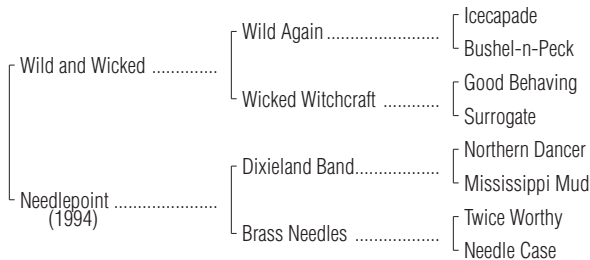 Icecapade
Wild Again ......................
Bushel-n-Peck
Wild and Wicked .............
Good Behaving
Wicked Witchcraft ...........
Surrogate
Northern Dancer
Dixieland Band.................
Mississippi Mud
Needlepoint ....................
(1994)
Twice Worthy
Brass Needles .................
Needle Case